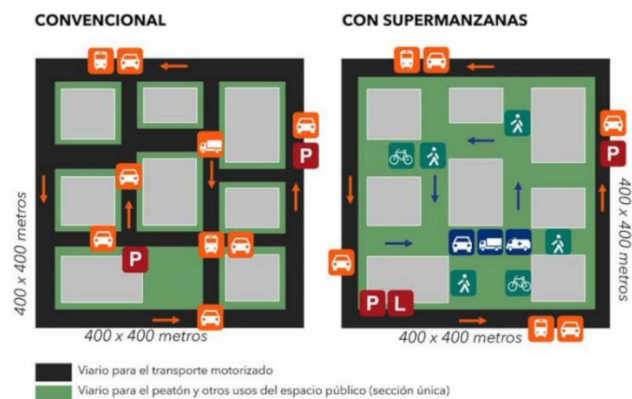 CONVENCIONAL
CON SUPERMANZANAS
P
P
400 x 400 metros
P
400 x 400 metros
P L
400 x 400 metros
400 x 400 metros
Viario para el transporte motorizado
Viario para el peatón y otros usos del espacio público (sección única)